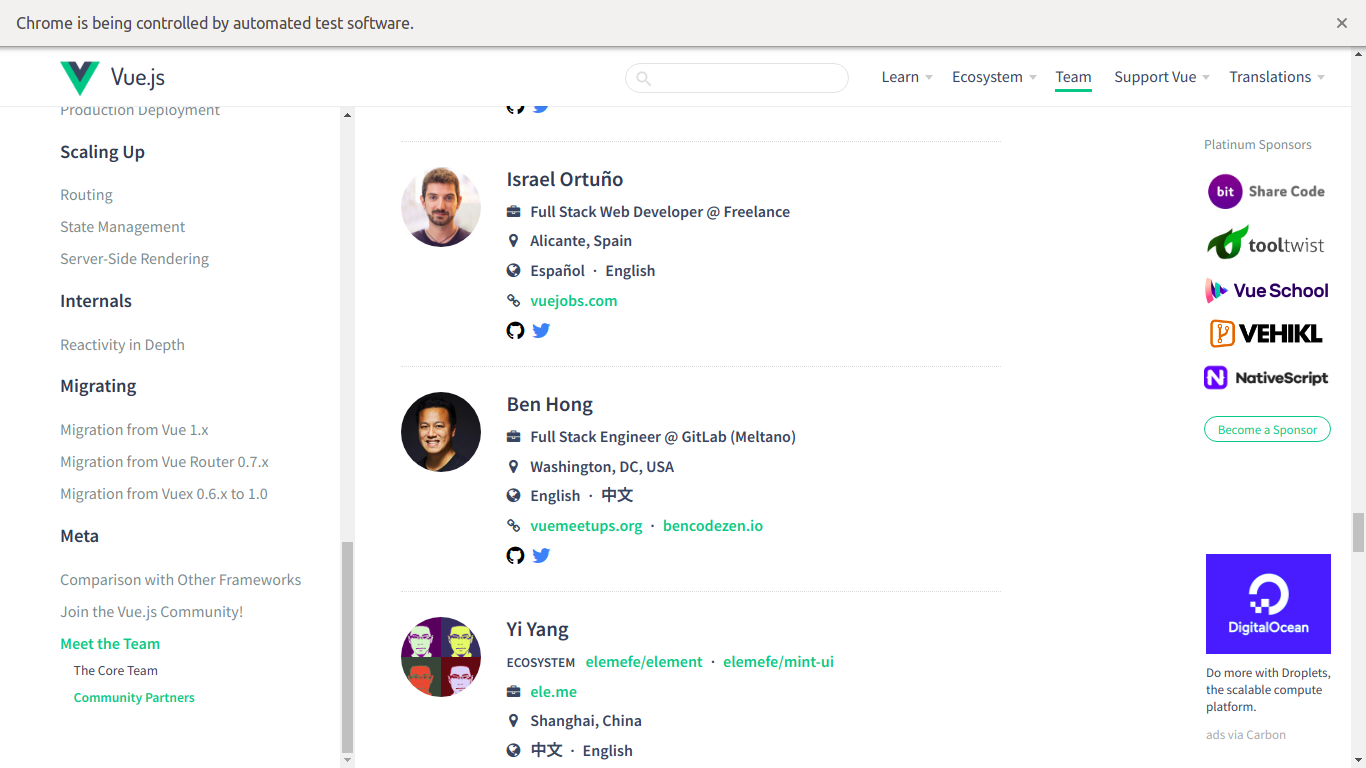 Chrome is being controlled by automated test software.
Vue.js
Learn
Ecosystem
Team
Support Vue
Translations
Production Deployment
Scaling Up
Routing
State Management
Server-Side Rendering
Internals
Reactivity in Depth
Migrating
Migration from Vue 1.x
Migration from Vue Router 0.7.x
Migration from Vuex 0.6.x to 1.0
Meta
Comparison with Other Frameworks
Join the Vue.js Community!
Meet the Team
The Core Team
Community Partners
Israel Ortuño
Full Stack Web Developer @ Freelance
Alicante, Spain
Español · English
vuejobs.com
Ben Hong
Full Stack Engineer @ GitLab (Meltano)
Washington, DC, USA
English · 中文
vuemeetups.org · bencodezen.io
Yi Yang
ECOSYSTEM elemefe/element · elemefe/mint-ui
ele.me
Shanghai, China
中文 · English
Platinum Sponsors
bit Share Code
tooltwist
Vue School
VEHIKL
NativeScript
Become a Sponsor
DigitalOcean
Do more with Droplets,
the scalable compute
platform.
ads via Carbon